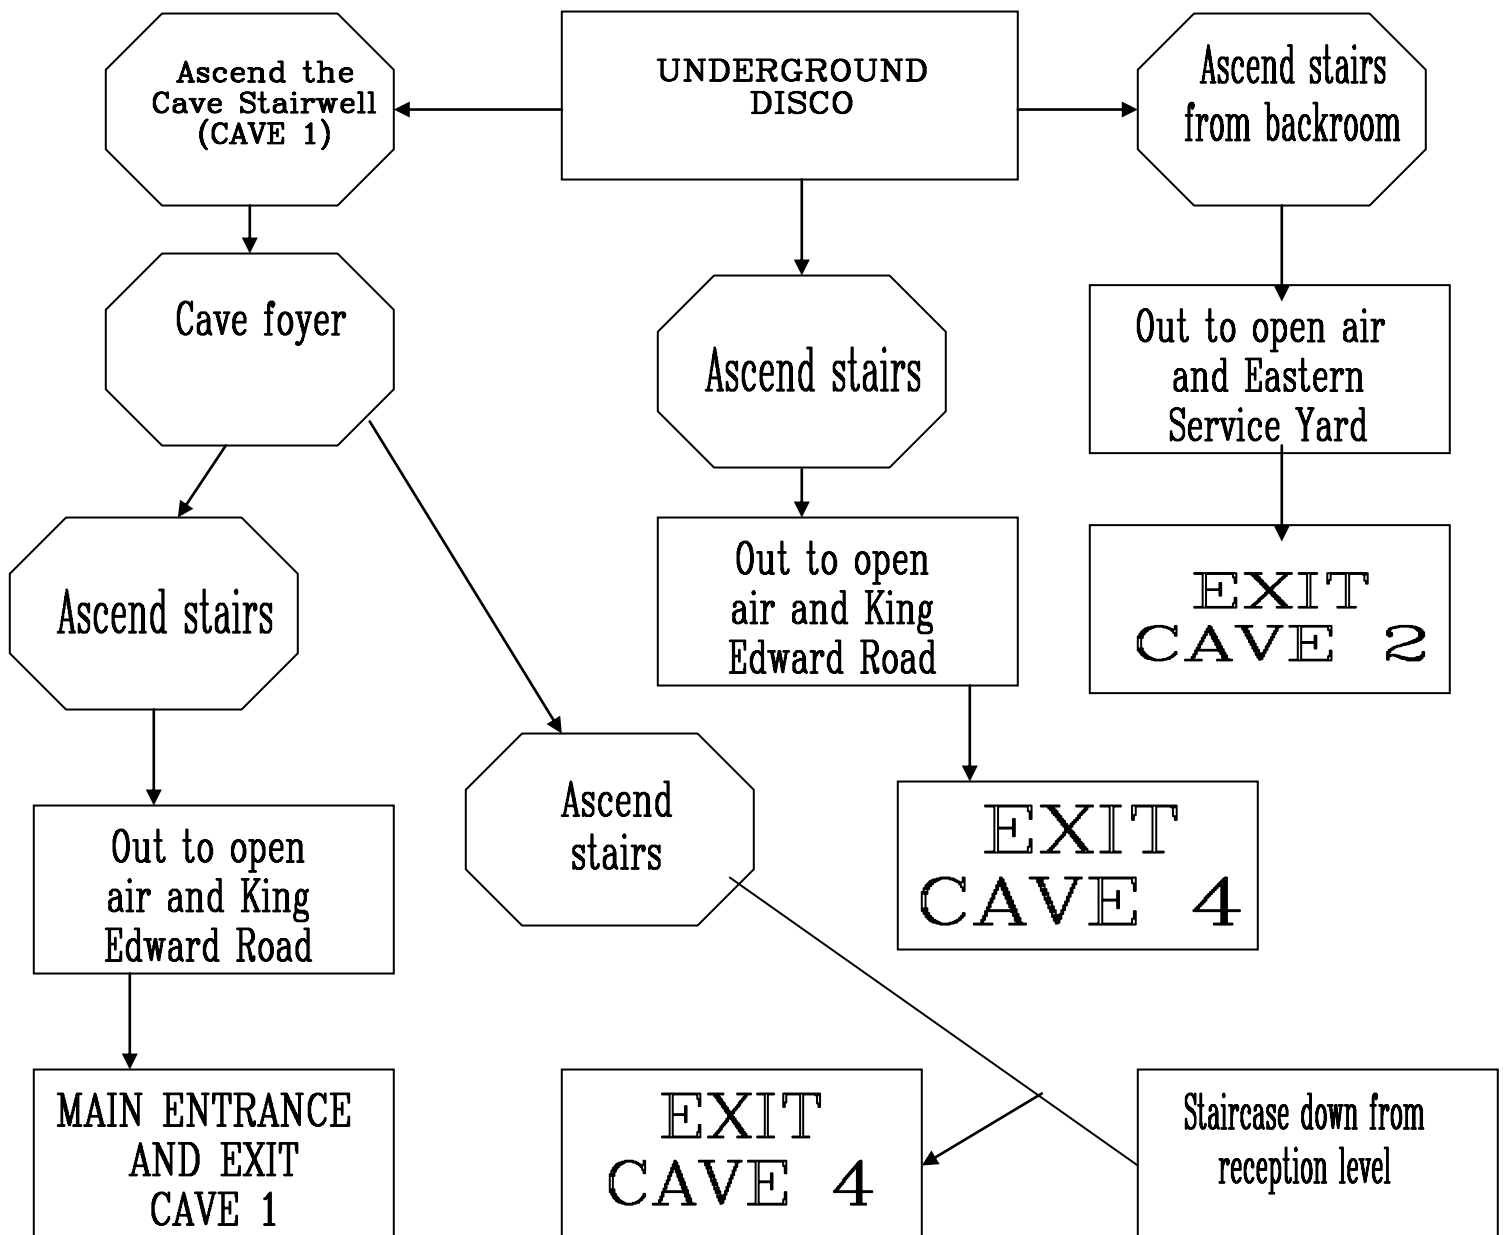 Ascend the
Cave Stairwell
(CAVE 1)
UNDERGROUND
DISCO
Ascend stairs
from backroom
Cave foyer
Ascend stairs
Out to open air
and Eastern
Service Yard
Ascend stairs
Out to open
air and King
Edward Road
EXIT
CAVE 2
Ascend
stairs
EXIT
CAVE 4
Out to open
air and King
Edward Road
MAIN ENTRANCE
AND EXIT
CAVE 1
EXIT
CAVE 4
Staircase down from
reception level